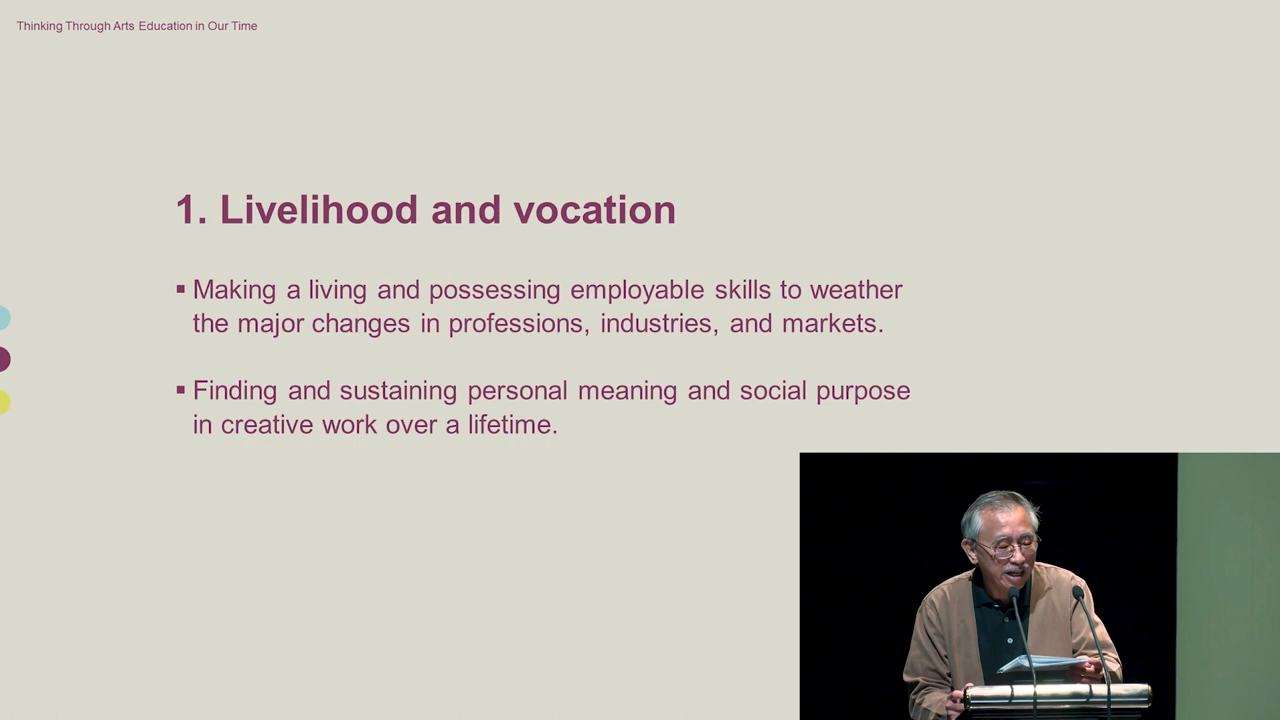 Thinking Through Arts Education in Our Time
1. Livelihood and vocation
▪ Making a living and possessing employable skills to weather
the major changes in professions, industries, and markets.
▪ Finding and sustaining personal meaning and social purpose
in creative work over a lifetime.